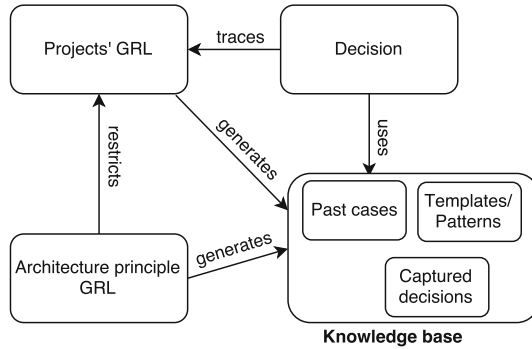 Projects' GRL
traces
Decision
restricts
generates
uses
Past cases
Templates/
Patterns
Architecture principle
GRL
generates
Captured
decisions
Knowledge base